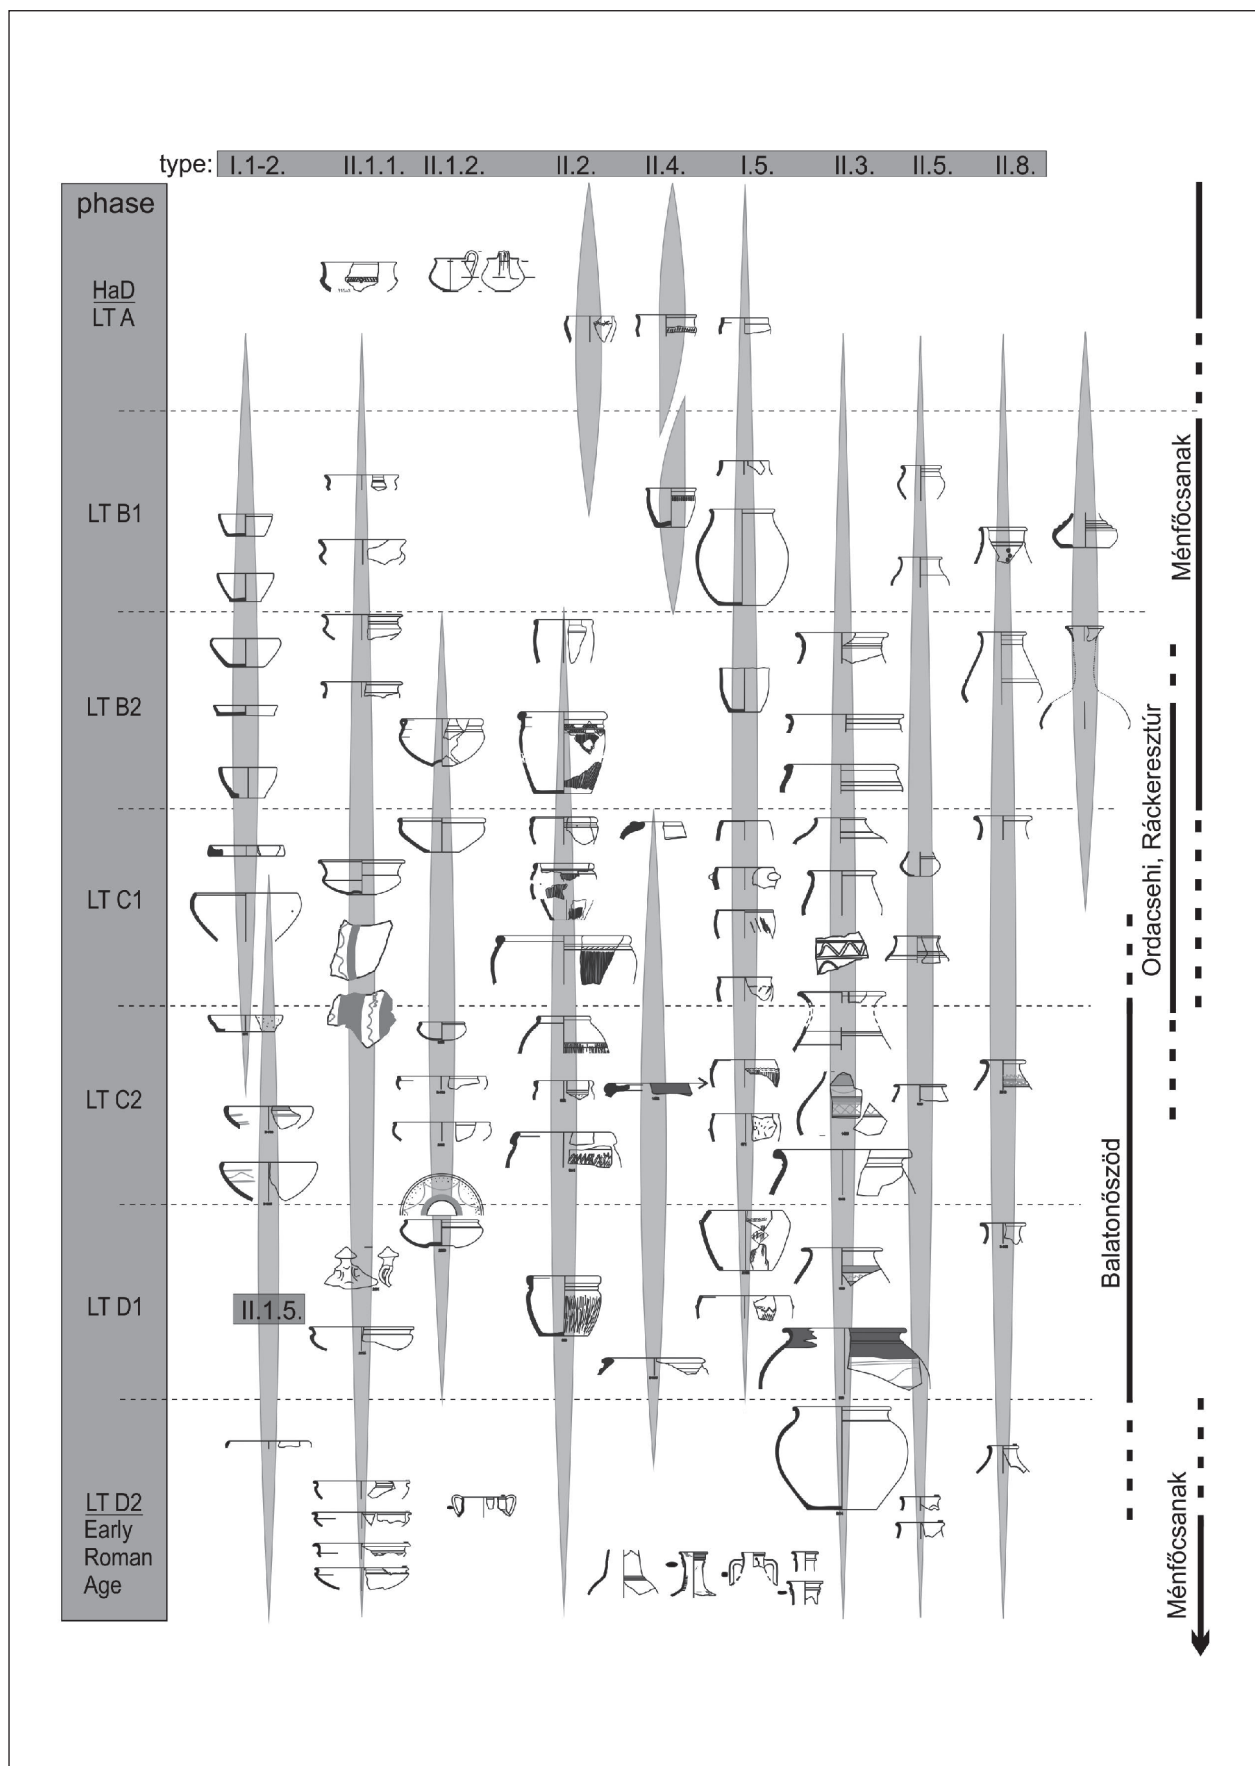 type: I.1-2. II.1.1. II.1.2. II.2. II.4. I.5. II.3. II.5. II.8.
phase
HaD
LT A
LT B1
LT B2
LT C1
LT C2
LT D1
II.1.5.
LT D2
Early
Roman
Age
Ménfőcsanak
Ordacsehi, Ráckeresztúr
Balatonőszöd
Ménfőcsanak